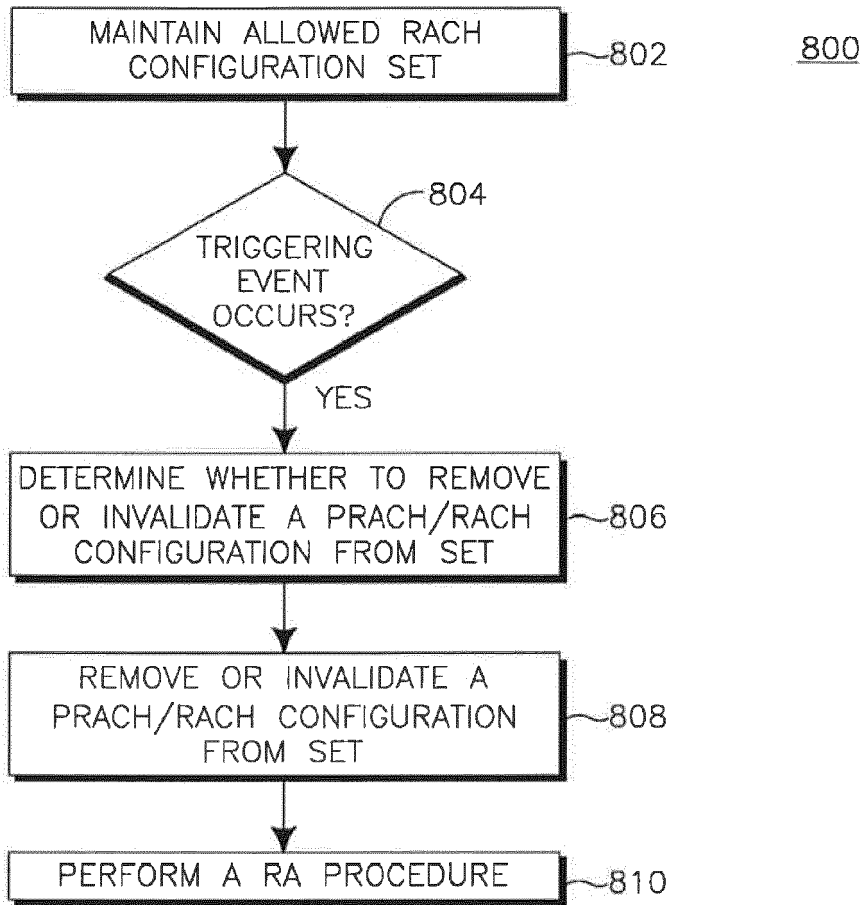 MAINTAIN ALLOWED RACH
CONFIGURATION SET
802
800
804
TRIGGERING
EVENT
OCCURS?
YES
DETERMINE WHETHER TO REMOVE
OR INVALIDATE A PRACH/RACH
CONFIGURATION FROM SET
806
REMOVE OR INVALIDATE A
PRACH/RACH CONFIGURATION
FROM SET
808
PERFORM A RA PROCEDURE
810